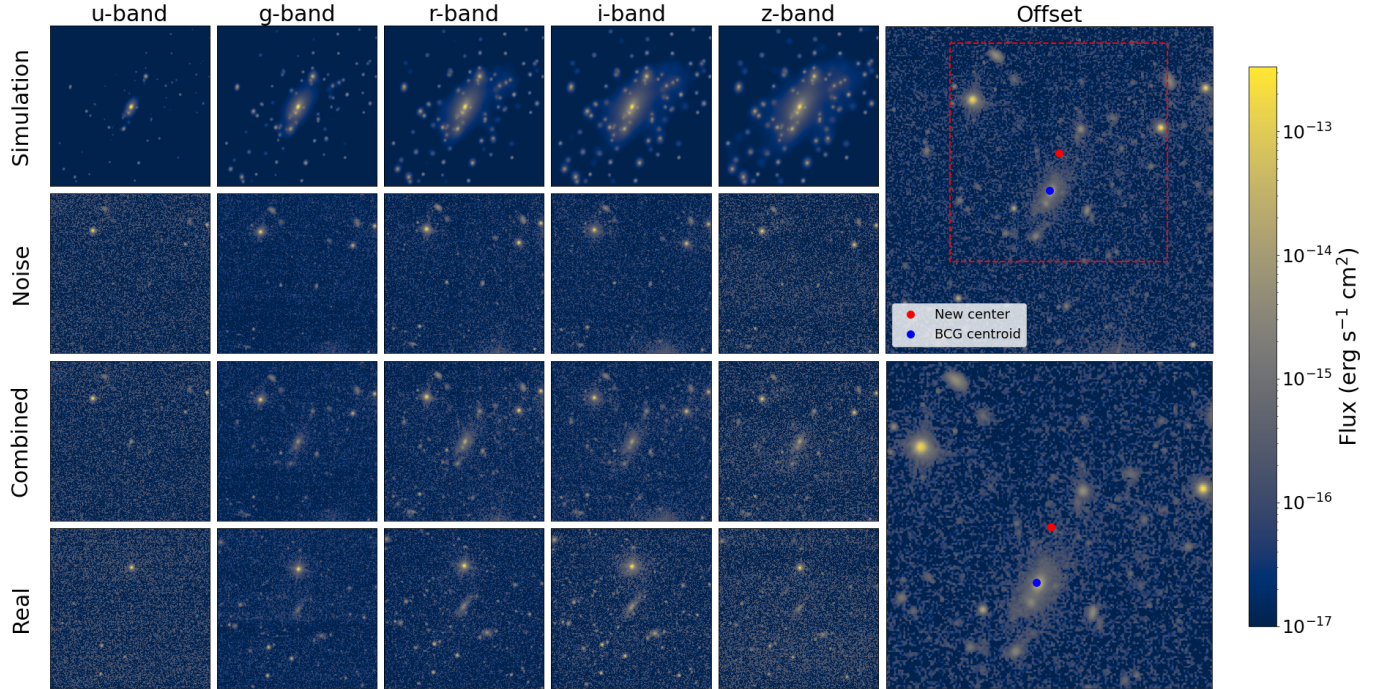 u-band g-band r-band i-band z-band Offset
Simulation
Noise
Combined
Real
New center
BCG centroid
10−13
10−14
10−15
10−16
10−17
Flux (erg s−1 cm2)